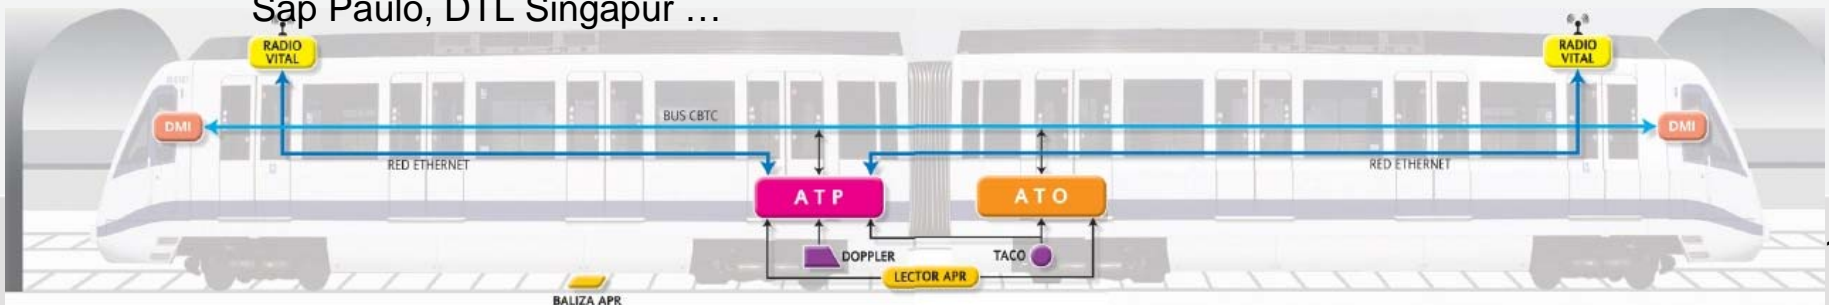 Sap Paulo, DTL Singapur …
RADIO
VITAL
RADIO
VITAL
DMI
BUS CBTC
DMI
RED ETHERNET
RED ETHERNET
ATP
ATO
DOPPLER
TACO
LECTOR APR
BALIZA APR